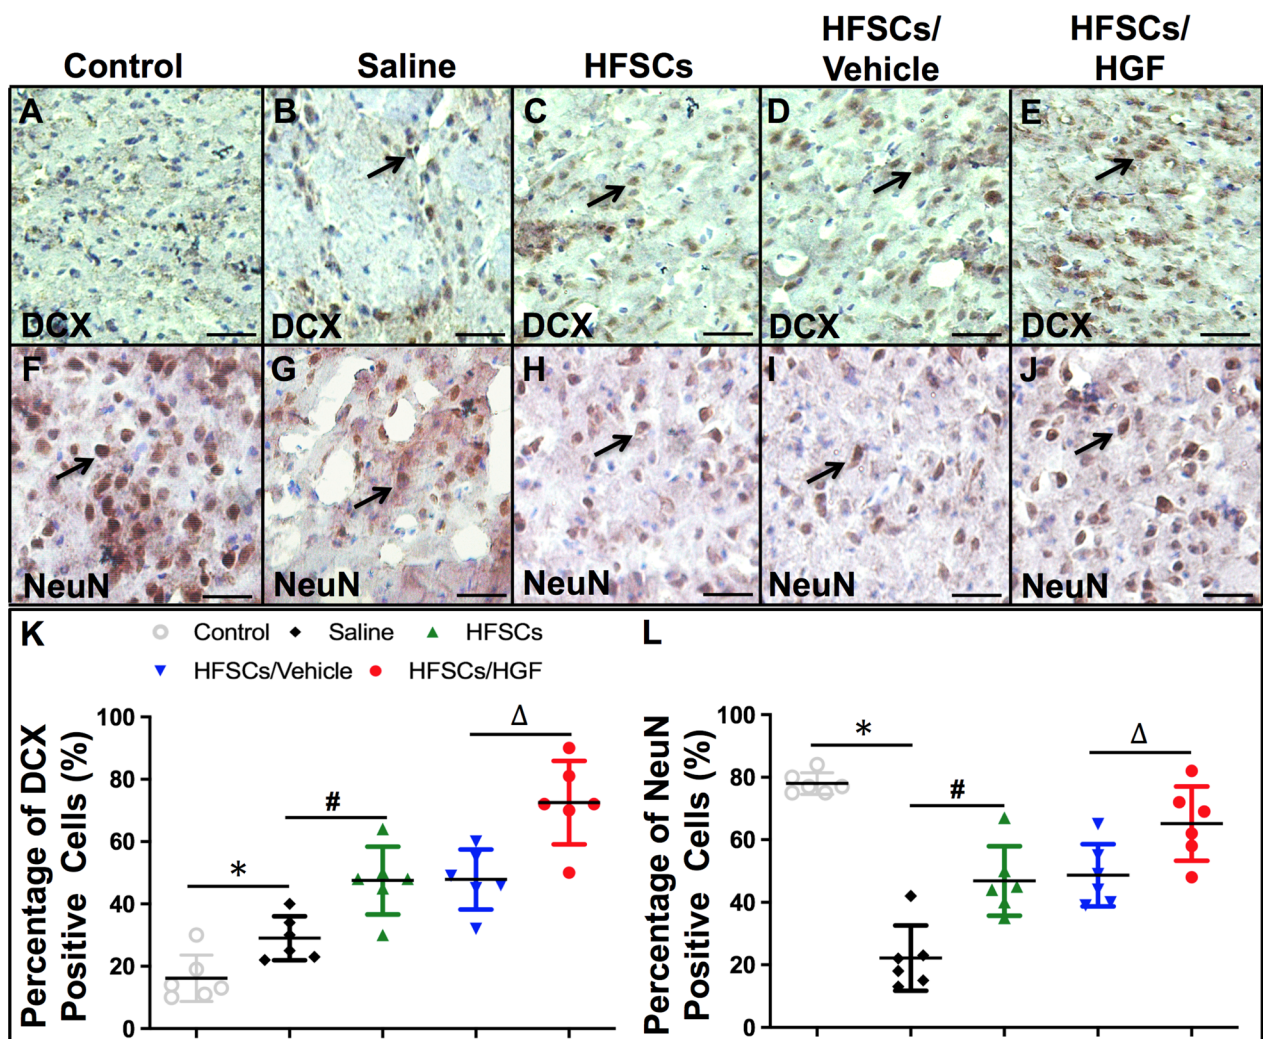 Control
Saline
HFSCs
HFSCs/
Vehicle
HFSCs/
HGF
A
B
C
D
E
DCX
DCX
DCX
DCX
DCX
F
G
H
I
J
NeuN
NeuN
NeuN
NeuN
NeuN
K
Control
Saline
HFSCs
HFSCs/Vehicle
HFSCs/HGF
Percentage of DCX
Positive Cells (%)
100
80
60
40
20
0
*
#
Δ
L
Percentage of NeuN
Positive Cells (%)
100
80
60
40
20
0
*
#
Δ